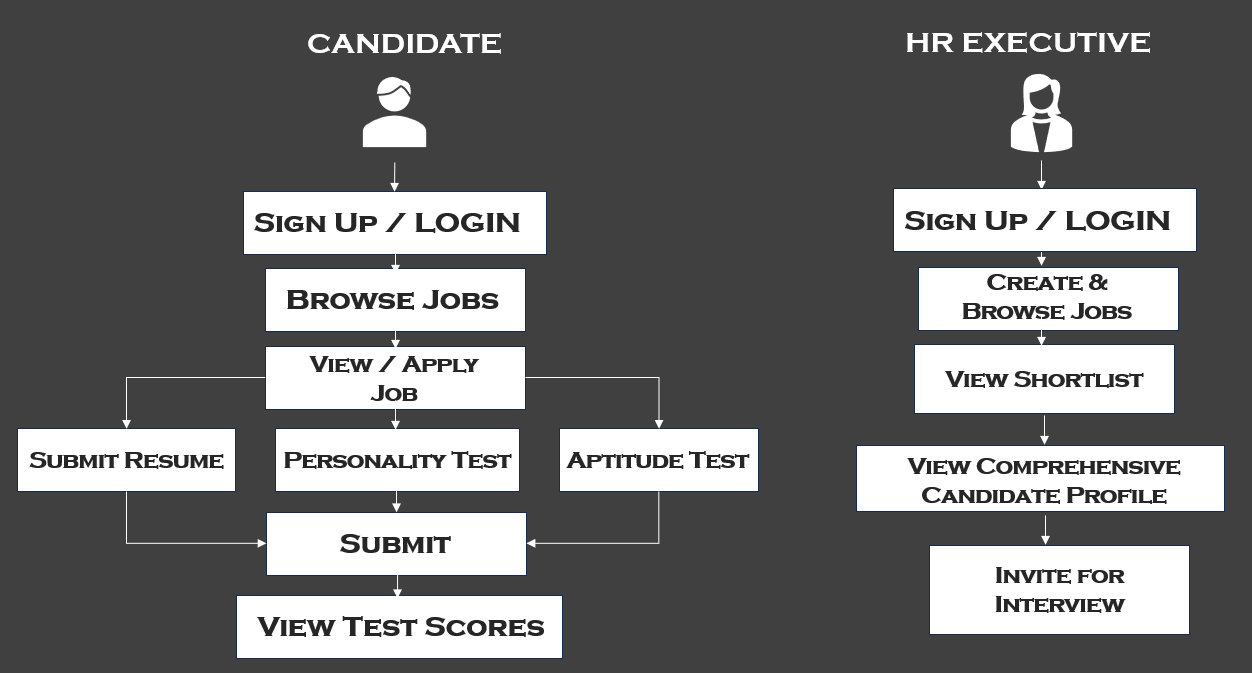 CANDIDATE
Sign Up / LOGIN
Browse Jobs
View / Apply
Job
Submit Resume
Personality Test
Aptitude Test
Submit
View Test Scores
HR EXECUTIVE
Sign Up / LOGIN
Create &
Browse Jobs
View Shortlist
View Comprehensive
Candidate Profile
Invite for
Interview